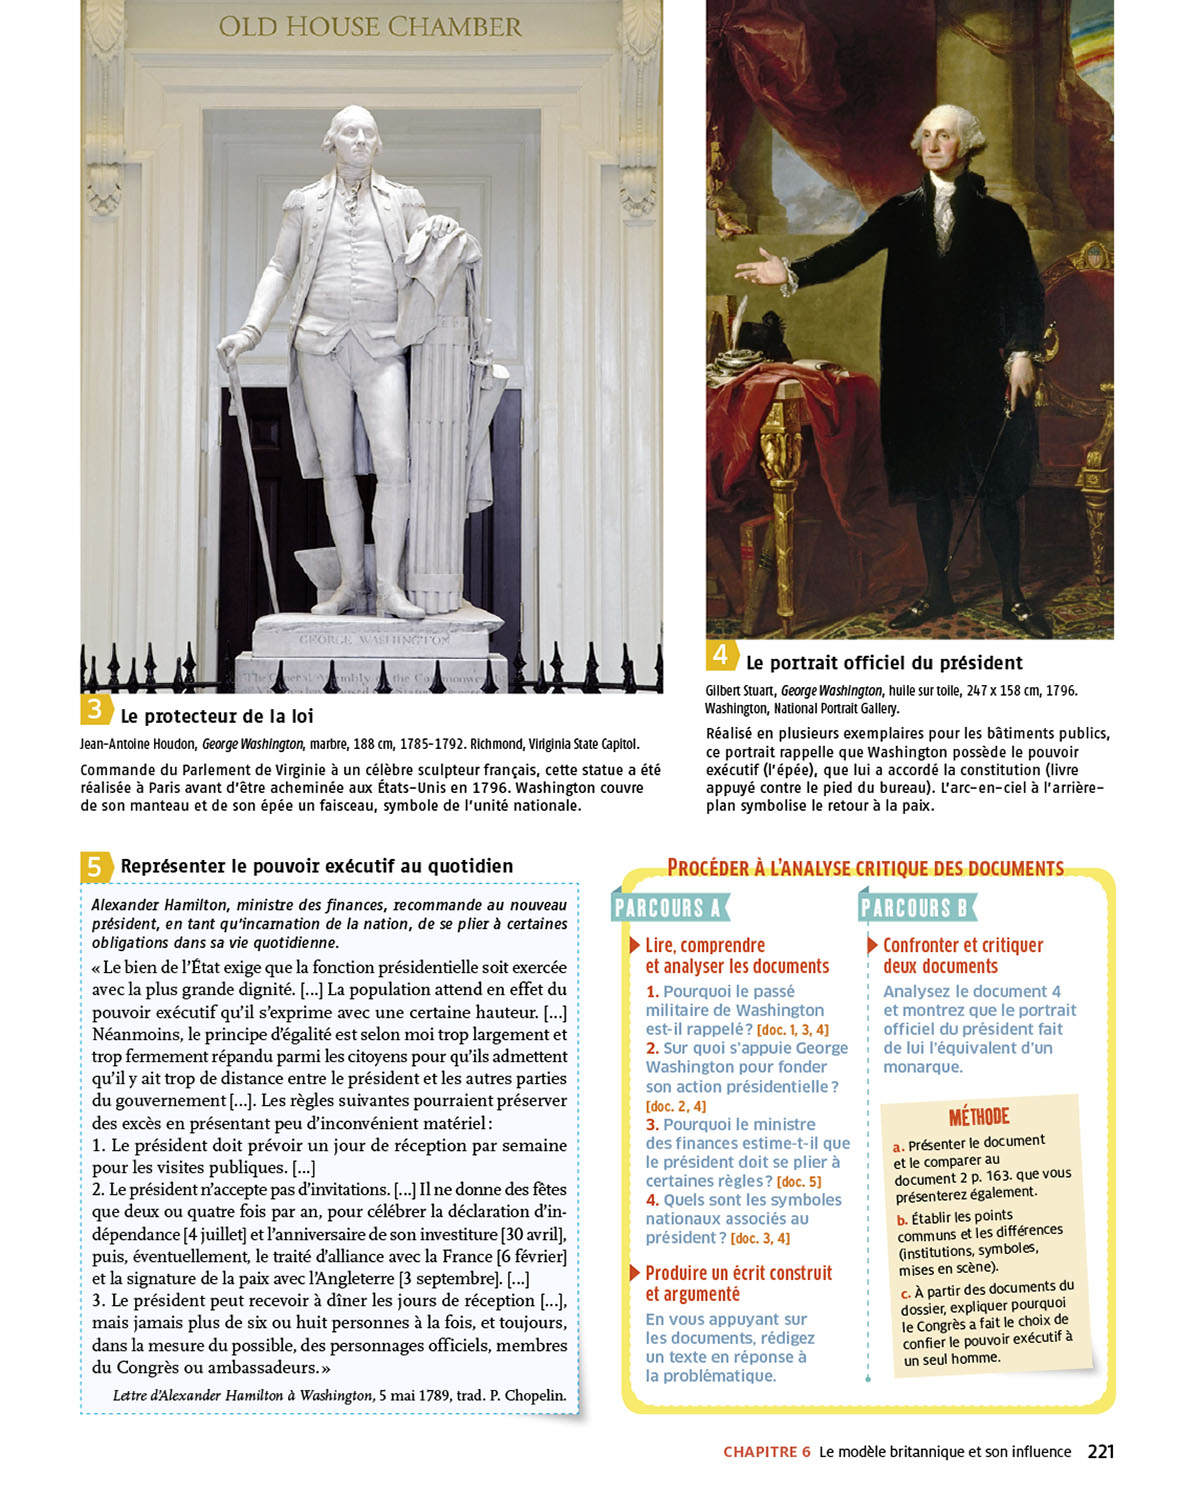 OLD HOUSE CHAMBER
GEORGE WASHINGTON
The General Assembly of the Commonwealth
3 Le protecteur de la loi
Jean-Antoine Houdon, George Washington, marbre, 188 cm, 1785-1792. Richmond, Viriginia State Capitol.
Commande du Parlement de Virginie à un célèbre sculpteur français, cette statue a été
réalisée à Paris avant d’être acheminée aux États-Unis en 1796. Washington couvre
de son manteau et de son épée un faisceau, symbole de l’unité nationale.
4 Le portrait officiel du président
Gilbert Stuart, George Washington, huile sur toile, 247 x 158 cm, 1796.
Washington, National Portrait Gallery.
Réalisé en plusieurs exemplaires pour les bâtiments publics,
ce portrait rappelle que Washington possède le pouvoir
exécutif (l’épée), que lui a accordé la constitution (livre
appuyé contre le pied du bureau). L’arc-en-ciel à l’arrière-
plan symbolise le retour à la paix.
5 Représenter le pouvoir exécutif au quotidien
Alexander Hamilton, ministre des finances, recommande au nouveau
président, en tant qu’incarnation de la nation, de se plier à certaines
obligations dans sa vie quotidienne.
« Le bien de l’État exige que la fonction présidentielle soit exercée
avec la plus grande dignité. [...] La population attend en effet du
pouvoir exécutif qu’il s’exprime avec une certaine hauteur. [...]
Néanmoins, le principe d’égalité est selon moi trop largement et
trop fermement répandu parmi les citoyens pour qu’ils admettent
qu’il y ait trop de distance entre le président et les autres parties
du gouvernement [...]. Les règles suivantes pourraient préserver
des excès en présentant peu d’inconvénient matériel :
1. Le président doit prévoir un jour de réception par semaine
pour les visites publiques. [...]
2. Le président n’accepte pas d’invitations. [...] Il ne donne des fêtes
que deux ou quatre fois par an, pour célébrer la déclaration d’in-
dépendance [4 juillet] et l’anniversaire de son investiture [30 avril],
puis, éventuellement, le traité d’alliance avec la France [6 février]
et la signature de la paix avec l’Angleterre [3 septembre]. [...]
3. Le président peut recevoir à dîner les jours de réception [...],
mais jamais plus de six ou huit personnes à la fois, et toujours,
dans la mesure du possible, des personnages officiels, membres
du Congrès ou ambassadeurs. »
Lettre d’Alexander Hamilton à Washington, 5 mai 1789, trad. P. Chopelin.
PROCÉDER À L’ANALYSE CRITIQUE DES DOCUMENTS
PARCOURS A
Lire, comprendre
et analyser les documents
1. Pourquoi le passé
militaire de Washington
est-il rappelé ? [doc. 1, 3, 4]
2. Sur quoi s’appuie George
Washington pour fonder
son action présidentielle ?
[doc. 2, 4]
3. Pourquoi le ministre
des finances estime-t-il que
le président doit se plier à
certaines règles ? [doc. 5]
4. Quels sont les symboles
nationaux associés au
président ? [doc. 3, 4]
Produire un écrit construit
et argumenté
En vous appuyant sur
les documents, rédigez
un texte en réponse à
la problématique.
PARCOURS B
Confronter et critiquer
deux documents
Analysez le document 4
et montrez que le portrait
officiel du président fait
de lui l’équivalent d’un
monarque.
MÉTHODE
a. Présenter le document
et le comparer au
document 2 p. 163. que vous
présenterez également.
b. Établir les points
communs et les différences
(institutions, symboles,
mises en scène).
c. À partir des documents du
dossier, expliquer pourquoi
le Congrès a fait le choix de
confier le pouvoir exécutif à
un seul homme.
CHAPITRE 6 Le modèle britannique et son influence 221